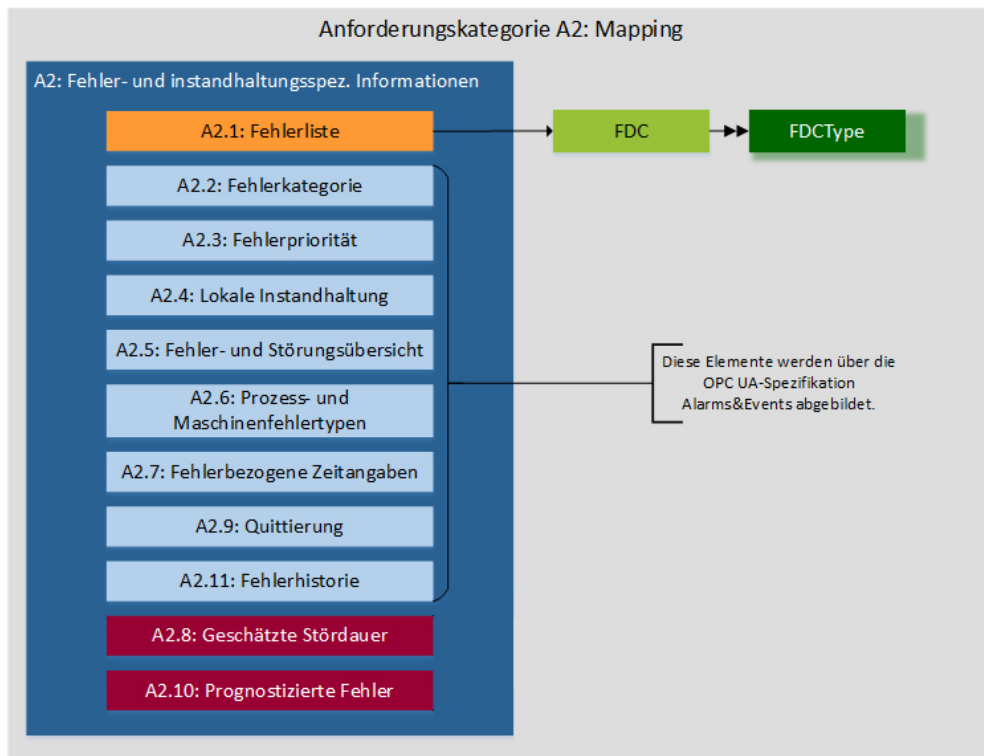 Anforderungskategorie A2: Mapping
A2: Fehler- und instandhaltungsspez. Informationen
A2.1: Fehlerliste
FDC
FDCType
A2.2: Fehlerkategorie
A2.3: Fehlerpriorität
A2.4: Lokale Instandhaltung
A2.5: Fehler- und Störungsübersicht
A2.6: Prozess- und
Maschinenfehlertypen
A2.7: Fehlerbezogene Zeitangaben
A2.9: Quittierung
A2.11: Fehlerhistorie
A2.8: Geschätzte Stördauer
A2.10: Prognostizierte Fehler
Diese Elemente werden über die
OPC UA-Spezifikation
Alarms&Events abgebildet.